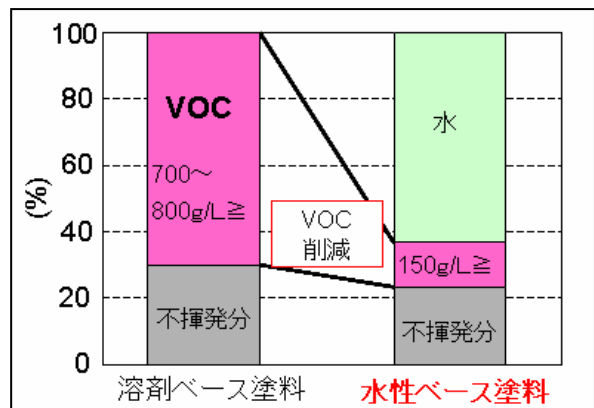 (%)
100
80
60
40
20
0
VOC
700～
800g/L≧
不揮発分
VOC
削減
水
150g/L≧
不揮発分
溶剤ベース塗料
水性ベース塗料